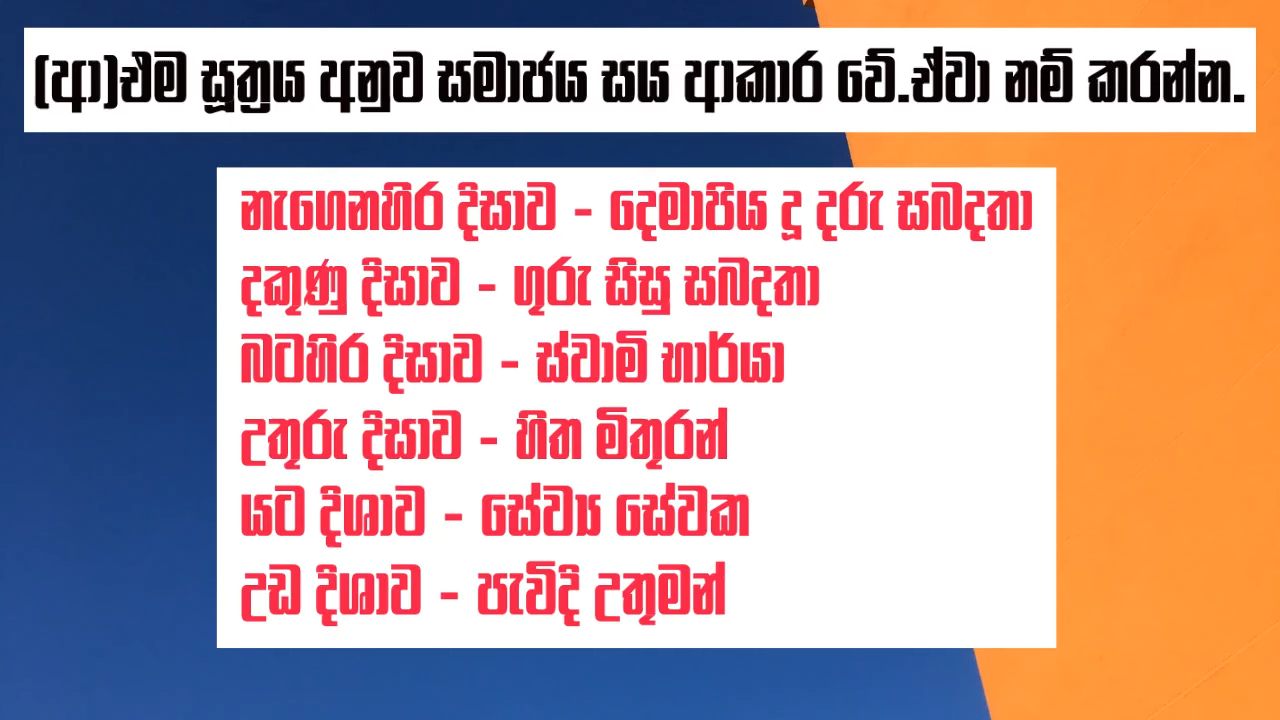 (ආ)එම සූත්‍රය අනුව සමාජය සය ආකාර වේ.ඒවා නම් කරන්න.
නැගෙනහිර දිසාව - දෙමාපිය දූ දරු සබදතා
දකුණු දිසාව - ගුරු සිසු සබදතා
බටහිර දිසාව - ස්වාමි භාර්යා
උතුරු දිසාව - හිත මිතුරන්
යට දිශාව - සේව්‍ය සේවක
උඩ දිශාව - පැවිදි උතුමන්